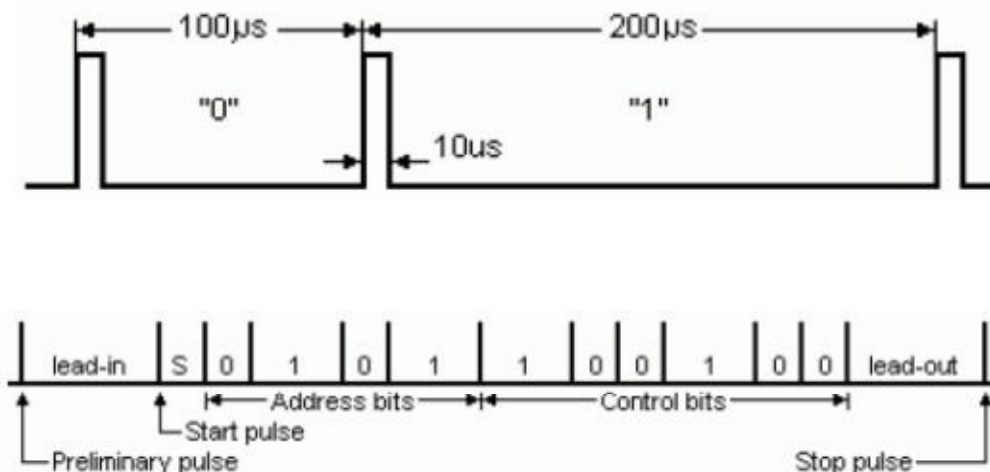 100µs 200µs
"0" "1"
10us
lead-in S 0 1 0 1 1 0 0 1 0 0 lead-out
Address bits Control bits
Start pulse
Preliminary pulse Stop pulse